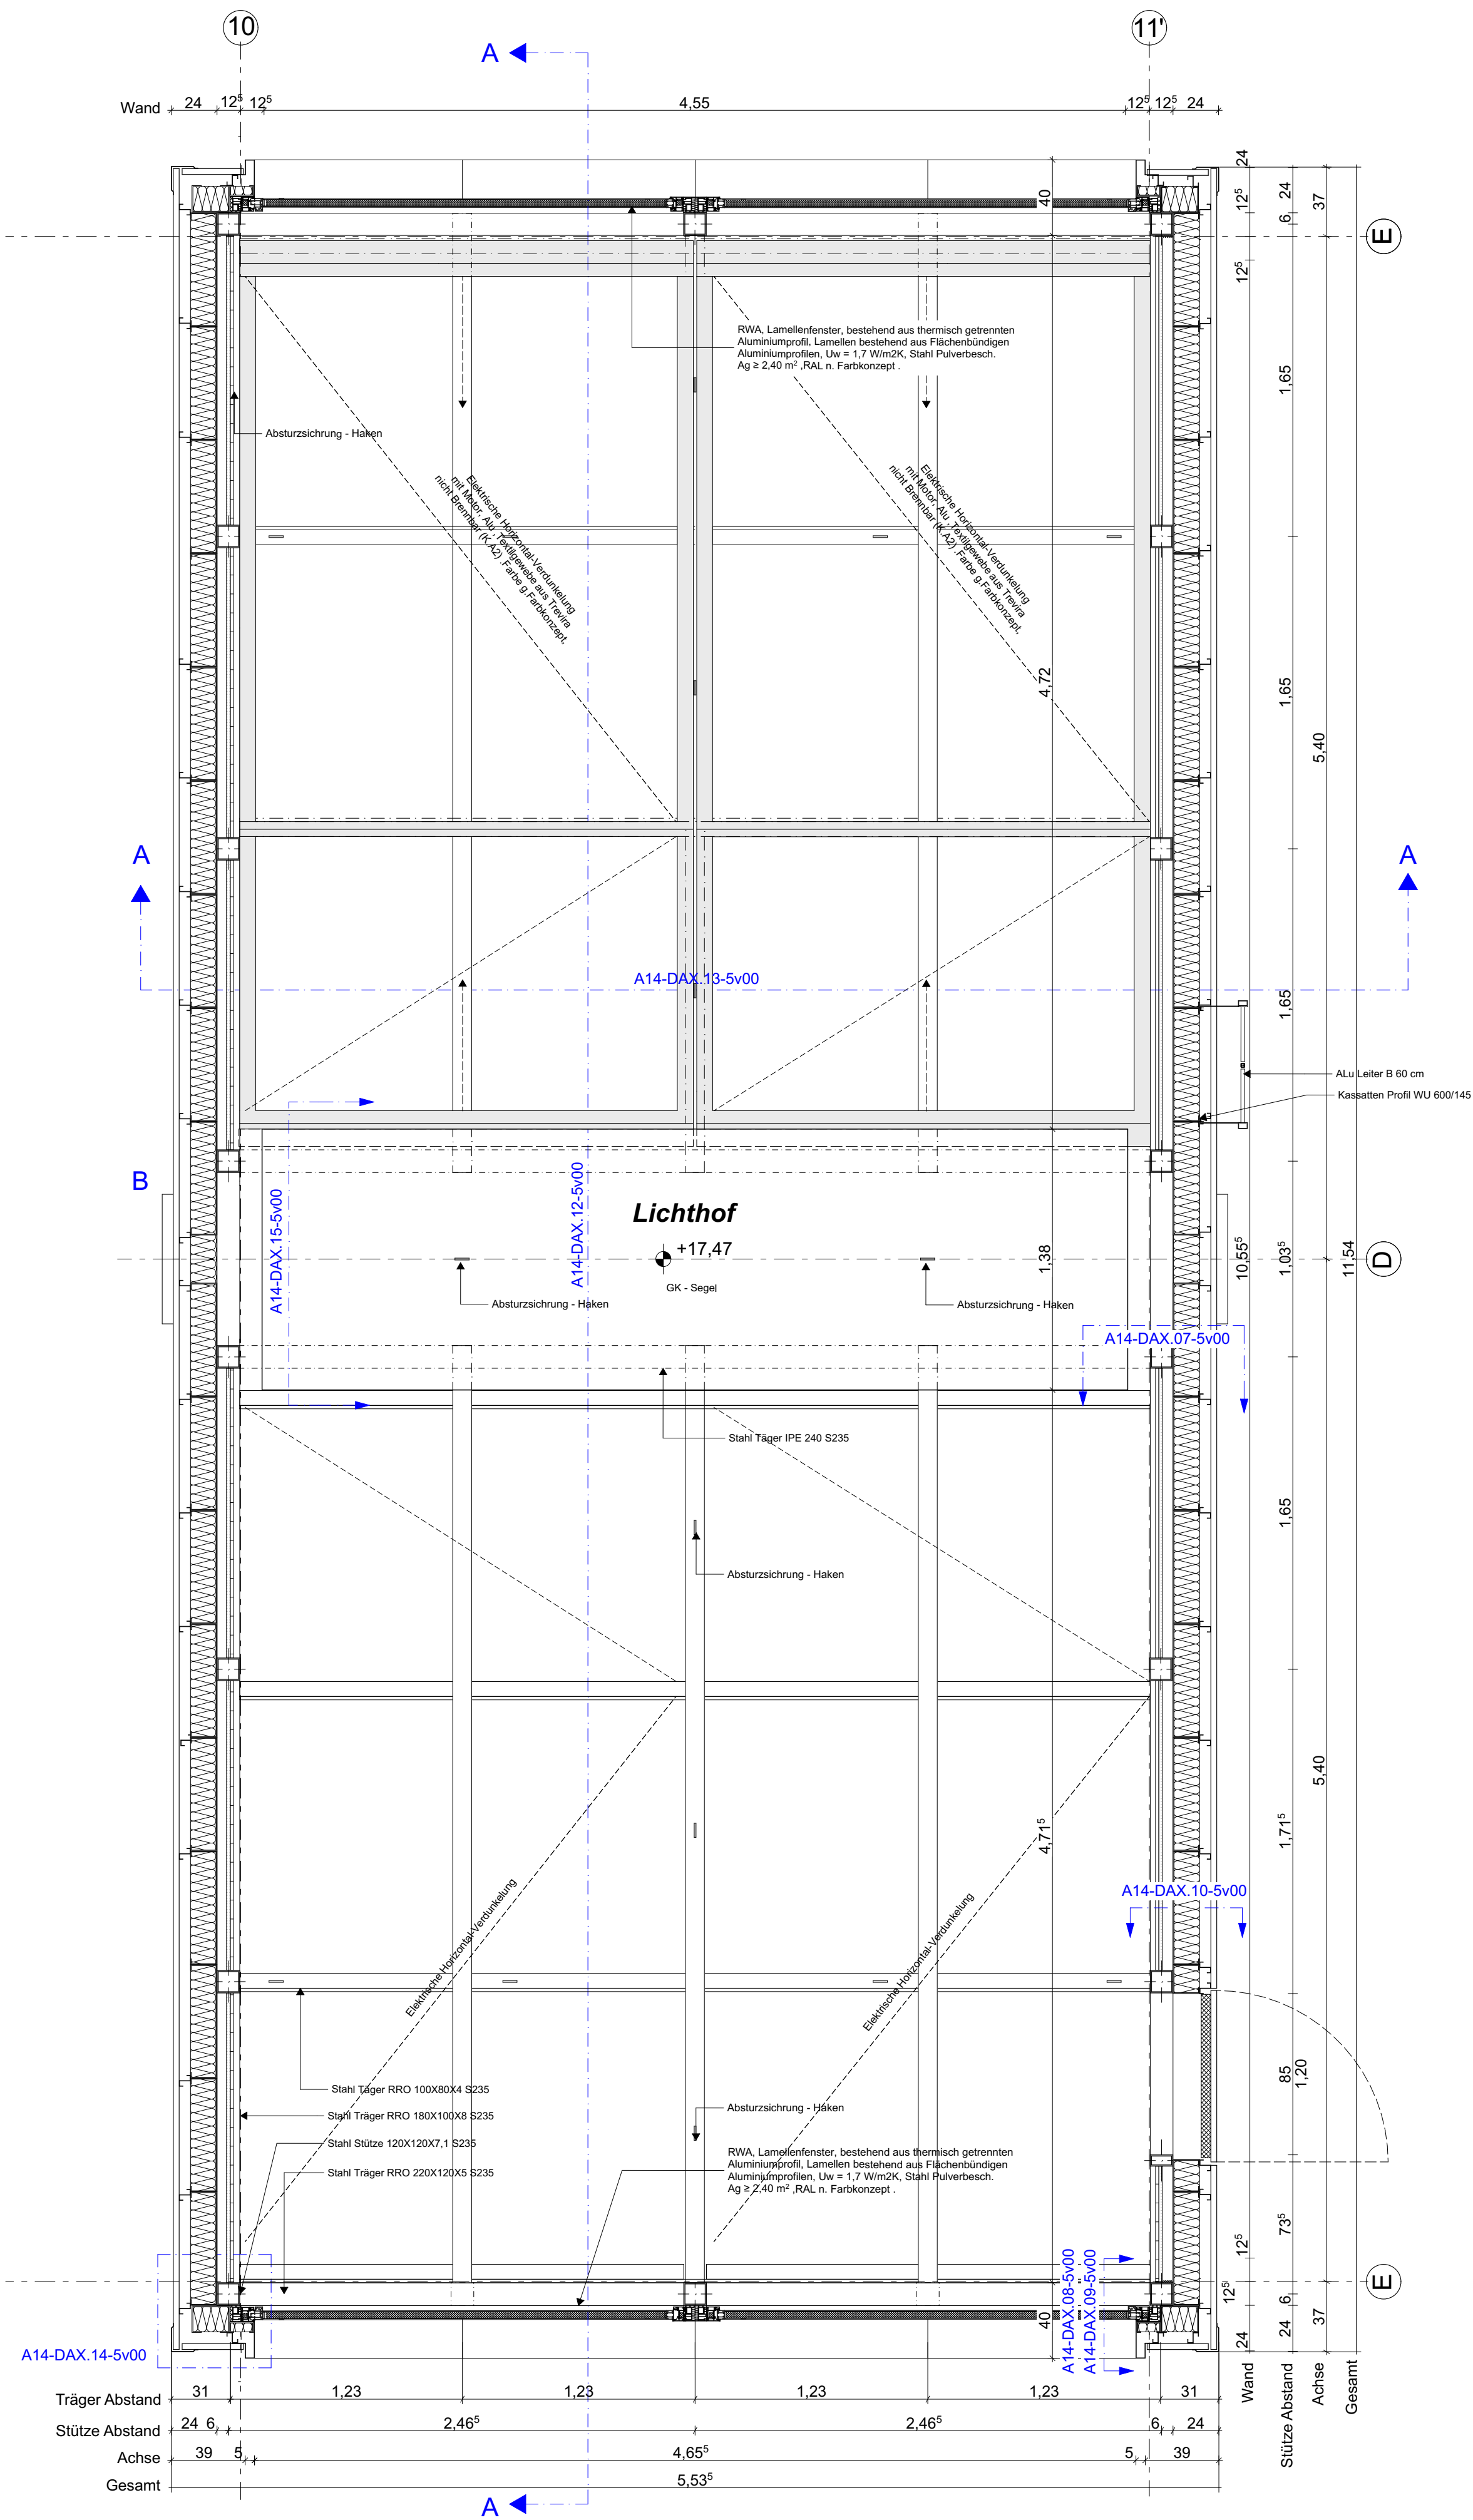 10
11'
A
Wand
24
12⁵
12⁵
4,55
12⁵
12⁵
24
24
12⁵
24
6
37
40
E
12⁵
RWA, Lamellenfenster, bestehend aus thermisch getrennten
Aluminiumprofil, Lamellen bestehend aus Flächenbündigen
Aluminiumprofilen, Uw = 1,7 W/m2K, Stahl Pulverbesch.
Ag ≥ 2,40 m² ,RAL n. Farbkonzept .
1,65
Absturzsichrung - Haken
Elektrische Horizontal-Verdunkelung
mit Motor, Alu ,Textilgewebe aus Trevira
nicht Brennbar (K.A2) .Farbe g.Farbkonzept,
Elektrische Horizontal-Verdunkelung
mit Motor, Alu ,Textilgewebe aus Trevira
nicht Brennbar (K.A2) .Farbe g.Farbkonzept,
4,72
1,65
5,40
A
A
A14-DAX.13-5v00
1,65
ALu Leiter B 60 cm
Kassatten Profil WU 600/145
B
A14-DAX.15-5v00
A14-DAX.12-5v00
Lichthof
+17,47
GK - Segel
1,38
10,55⁵
1,03⁵
11,54
D
Absturzsichrung - Haken
Absturzsichrung - Haken
A14-DAX.07-5v00
Stahl Täger IPE 240 S235
1,65
Absturzsichrung - Haken
5,40
4,71⁵
1,71⁵
A14-DAX.10-5v00
Elektrische Horizontal-Verdunkelung
Elektrische Horizontal-Verdunkelung
Stahl Täger RRO 100X80X4 S235
85
1,20
Stahl Träger RRO 180X100X8 S235
Absturzsichrung - Haken
Stahl Stütze 120X120X7,1 S235
Stahl Träger RRO 220X120X5 S235
RWA, Lamellenfenster, bestehend aus thermisch getrennten
Aluminiumprofil, Lamellen bestehend aus Flächenbündigen
Aluminiumprofilen, Uw = 1,7 W/m2K, Stahl Pulverbesch.
Ag ≥ 2,40 m² ,RAL n. Farbkonzept .
73⁵
12⁵
12⁵
E
A14-DAX.08-5v00
A14-DAX.09-5v00
40
24
24
6
37
A14-DAX.14-5v00
Wand
Stütze Abstand
Achse
Gesamt
Träger Abstand
31
1,23
1,23
1,23
1,23
31
Stütze Abstand
24
6
2,46⁵
2,46⁵
6
24
Achse
39
5
4,65⁵
5
39
Gesamt
5,53⁵
A